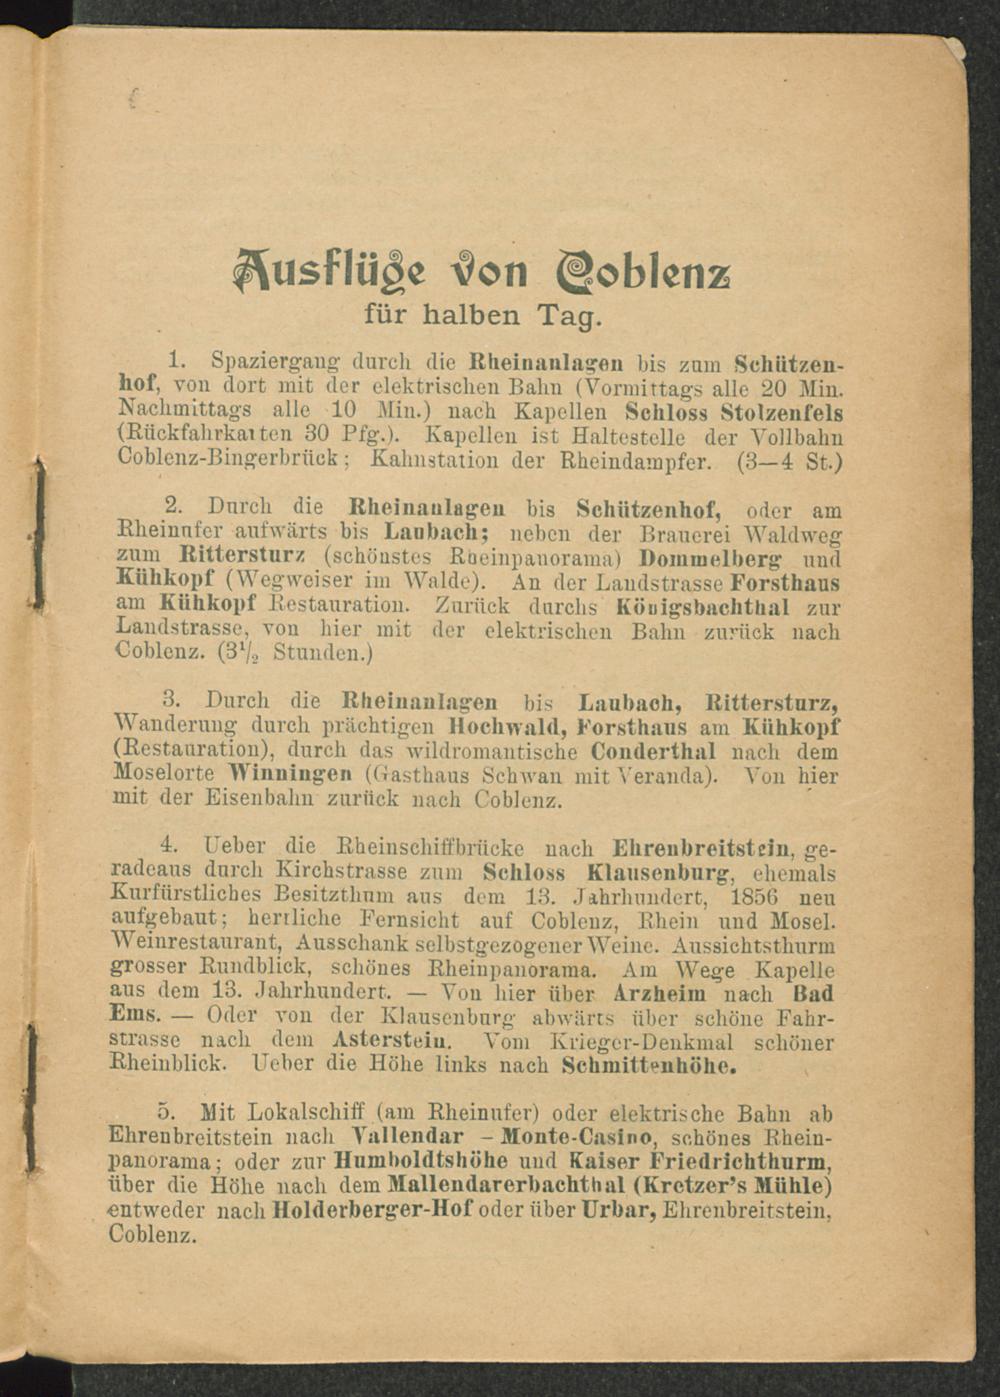 Ausflüge von Coblenz
für halben Tag.
1. Spaziergang durch die Rheinanlagen bis zum Schützen-
hof, von dort mit der elektrischen Bahn (Vormittags alle 20 Min.
Nachmittags alle 10 Min.) nach Kapellen Schloss Stolzenfels
(Rückfahrkarten 30 Pfg.). Kapellen ist Haltestelle der Vollbahn
Coblenz-Bingerbrück; Kahnstation der Rheindampfer. (3—4 St.)
2. Durch die Rheinanlagen bis Schützenhof, oder am
Rheinufer aufwärts bis Laubach; neben der Brauerei Waldweg
zum Rittersturz (schönstes Rheinpanorama) Dommelberg und
Kühkopf (Wegweiser im Walde). An der Landstrasse Forsthaus
am Kühkopf Restauration. Zurück durchs Königsbachthal zur
Landstrasse, von hier mit der elektrischen Bahn zurück nach
Coblenz. (3½ Stunden.)
3. Durch die Rheinanlagen bis Laubach, Rittersturz,
Wanderung durch prächtigen Hochwald, Forsthaus am Kühkopf
(Restauration), durch das wildromantische Conderthal nach dem
Moselorte Winningen (Gasthaus Schwan mit Veranda). Von hier
mit der Eisenbahn zurück nach Coblenz.
4. Ueber die Rheinschiffbrücke nach Ehrenbreitstein, ge-
radeaus durch Kirchstrasse zum Schloss Klausenburg, ehemals
Kurfürstliches Besitzthum aus dem 13. Jahrhundert, 1856 neu
aufgebaut; herrliche Fernsicht auf Coblenz, Rhein und Mosel.
Weinrestaurant, Ausschank selbstgezogener Weine. Aussichtsthurm
grosser Rundblick, schönes Rheinpanorama. Am Wege Kapelle
aus dem 13. Jahrhundert. — Von hier über Arzheim nach Bad
Ems. — Oder von der Klausenburg abwärts über schöne Fahr-
strasse nach dem Asterstein. Vom Krieger-Denkmal schöner
Rheinblick. Ueber die Höhe links nach Schmittenhöhe.
5. Mit Lokalschiff (am Rheinufer) oder elektrische Bahn ab
Ehrenbreitstein nach Vallendar – Monte-Casino, schönes Rhein-
panorama; oder zur Humboldtshöhe und Kaiser Friedrichthurm,
über die Höhe nach dem Mallendarerbachthal (Kretzer's Mühle)
entweder nach Holderberger-Hof oder über Urbar, Ehrenbreitstein,
Coblenz.